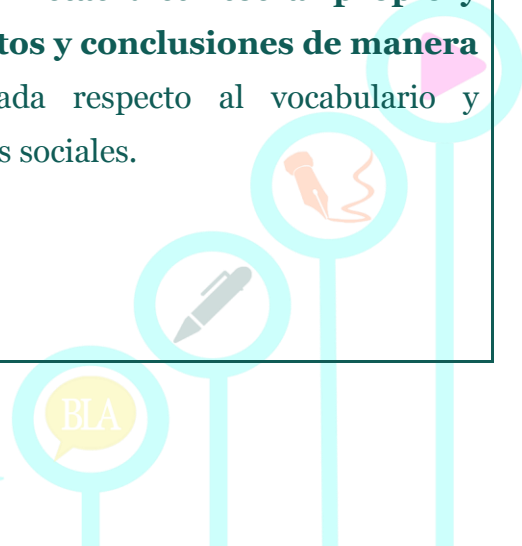 tos y conclusiones de manera
ada respecto al vocabulario y
s sociales.
BLA